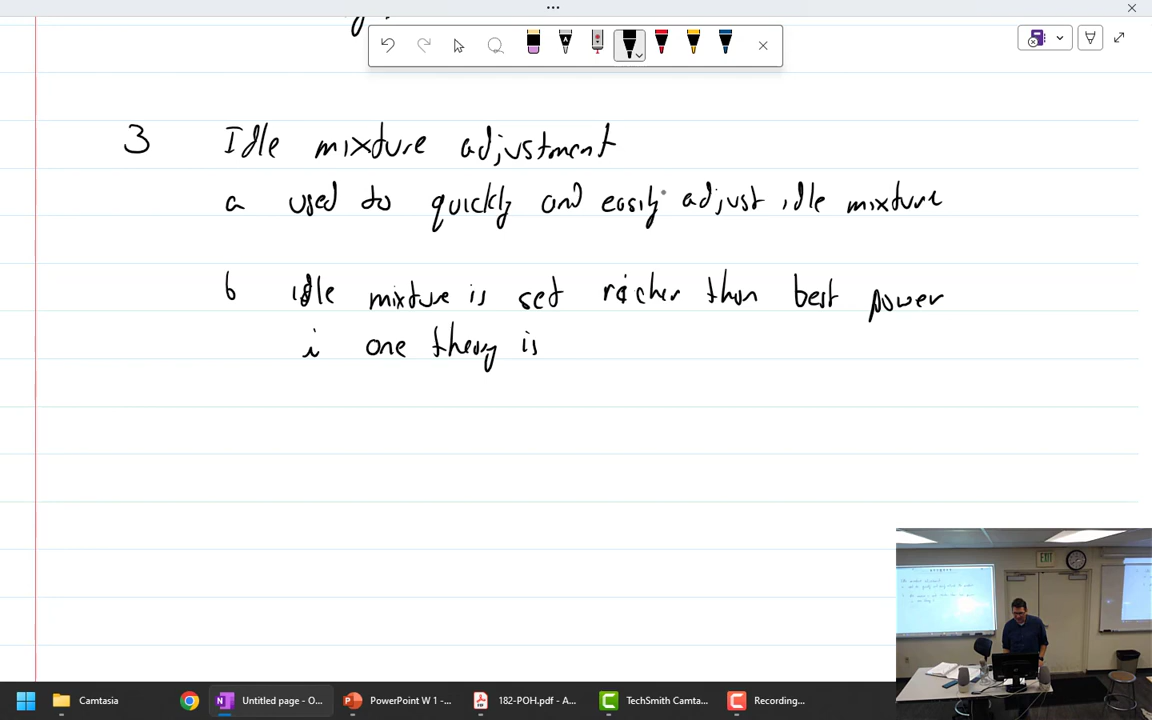 3 Idle mixture adjustment
a used to quickly and easily adjust idle mixture
b idle mixture is set richer than best power
i one theory is
EXIT
Camtasia
Untitled page - O...
PowerPoint W 1 -...
182-POH.pdf - A...
TechSmith Camta...
Recording...